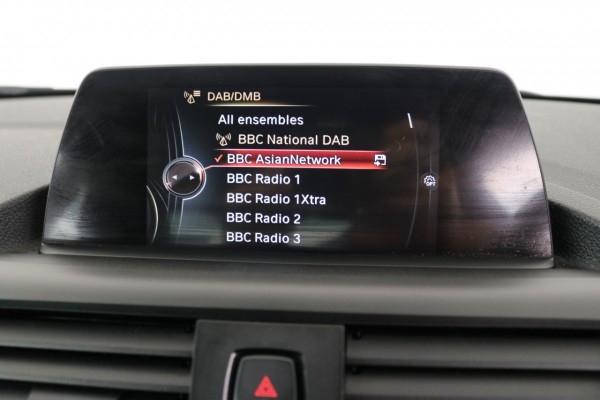 DAB/DMB
All ensembles
BBC National DAB
BBC AsianNetwork
BBC Radio 1
BBC Radio 1Xtra
BBC Radio 2
BBC Radio 3
OFF